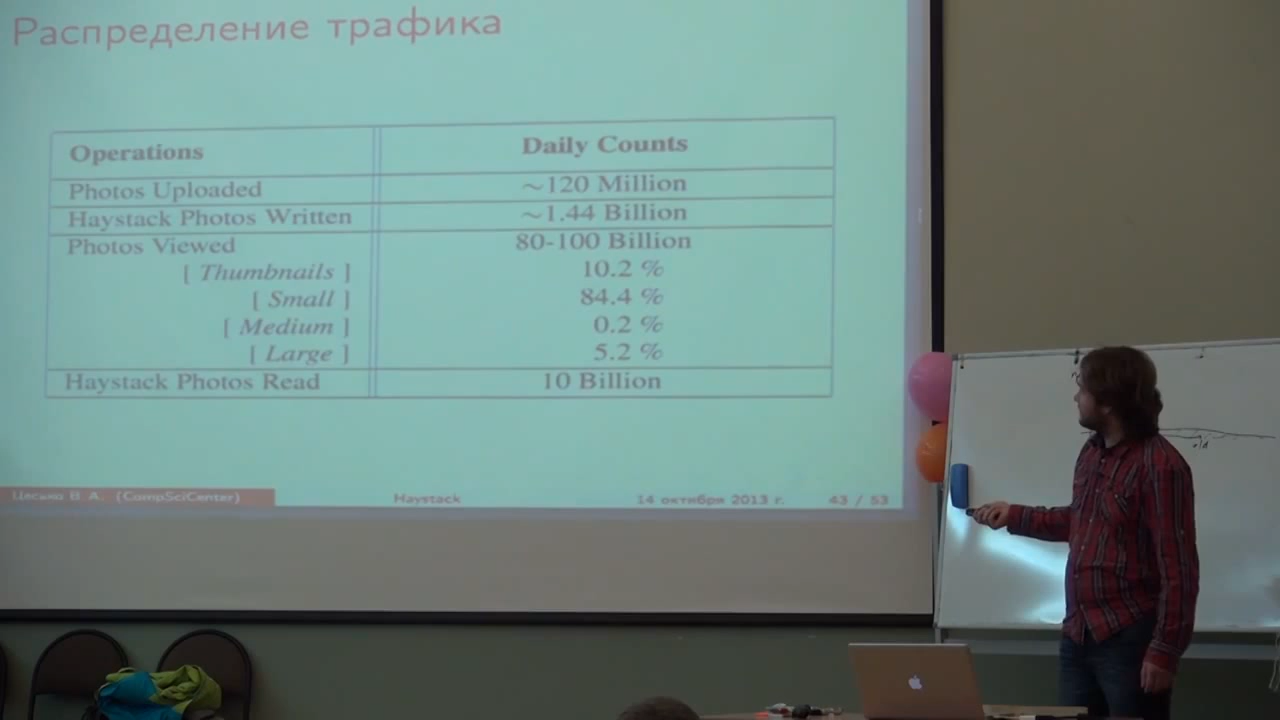 Распределение трафика
Operations Daily Counts
Photos Uploaded ~120 Million
Haystack Photos Written ~1.44 Billion
Photos Viewed 80-100 Billion
[ Thumbnails ] 10.2 %
[ Small ] 84.4 %
[ Medium ] 0.2 %
[ Large ] 5.2 %
Haystack Photos Read 10 Billion
Цесько В. А. (CompSciCenter) Haystack 14 октября 2013 г. 43 / 53
old